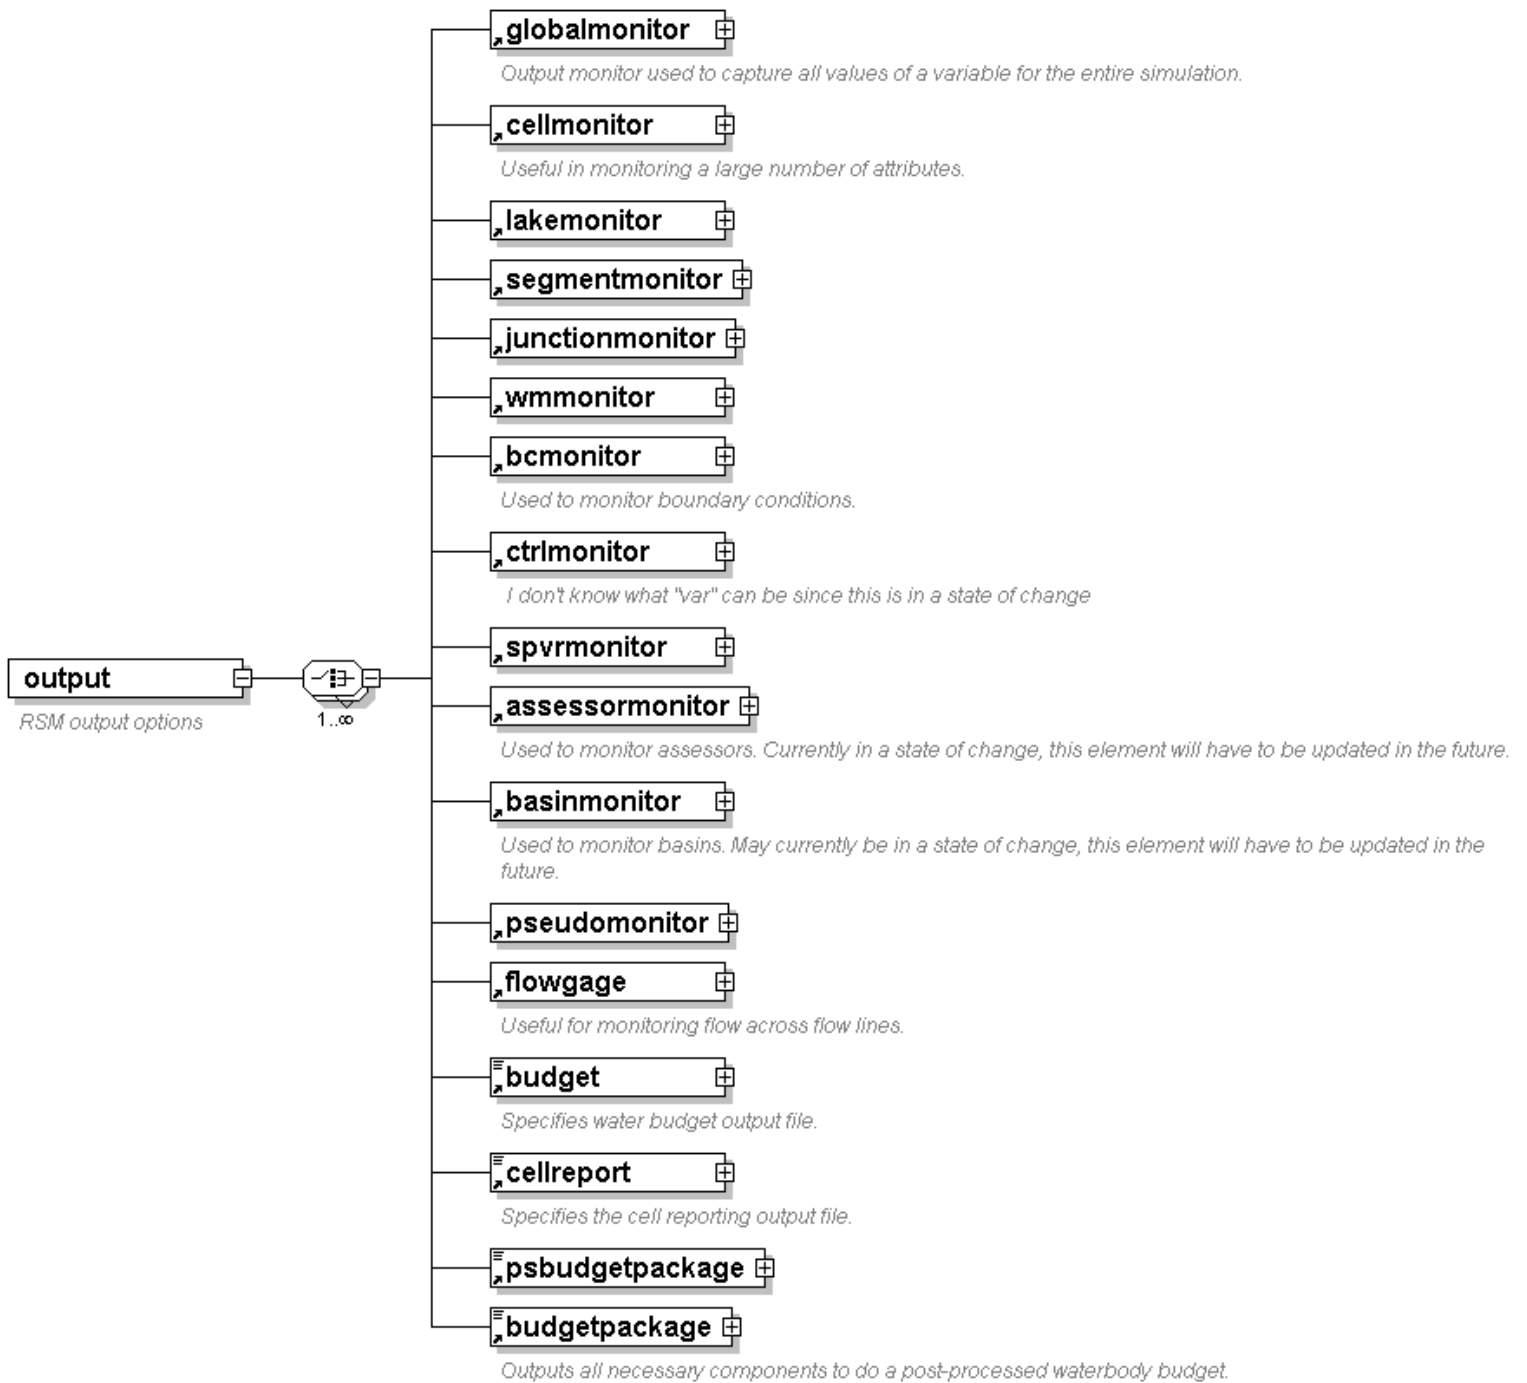 globalmonitor
Output monitor used to capture all values of a variable for the entire simulation.
cellmonitor
Useful in monitoring a large number of attributes.
lakemonitor
segmentmonitor
junctionmonitor
wmmonitor
bcmonitor
Used to monitor boundary conditions.
ctrlmonitor
I don't know what "var" can be since this is in a state of change
spvrmonitor
output
RSM output options
1..∞
assessormonitor
Used to monitor assessors. Currently in a state of change, this element will have to be updated in the future.
basinmonitor
Used to monitor basins. May currently be in a state of change, this element will have to be updated in the
future.
pseudomonitor
flowgage
Useful for monitoring flow across flow lines.
budget
Specifies water budget output file.
cellreport
Specifies the cell reporting output file.
psbudgetpackage
budgetpackage
Outputs all necessary components to do a post-processed waterbody budget.